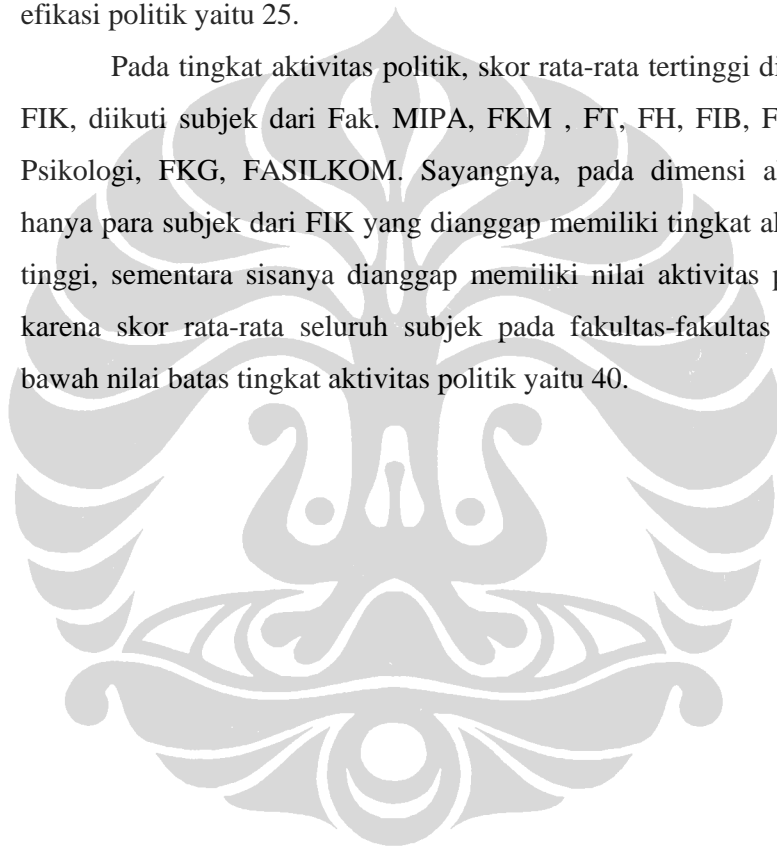 efikasi politik yaitu 25.
Pada tingkat aktivitas politik, skor rata-rata tertinggi di
FIK, diikuti subjek dari Fak. MIPA, FKM , FT, FH, FIB, F
Psikologi, FKG, FASILKOM. Sayangnya, pada dimensi a
hanya para subjek dari FIK yang dianggap memiliki tingkat a
tinggi, sementara sisanya dianggap memiliki nilai aktivitas p
karena skor rata-rata seluruh subjek pada fakultas-fakultas
bawah nilai batas tingkat aktivitas politik yaitu 40.